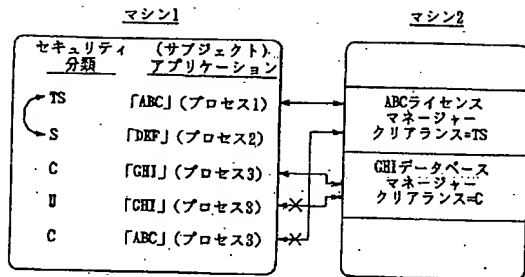 マシン1
マシン2
セキュリティ
分類
(サブジェクト)
アプリケーション
TS 「ABC」(プロセス1)
S 「DEF」(プロセス2)
C 「GHI」(プロセス3)
U 「GHI」(プロセス3)
C 「ABC」(プロセス3)
ABCライセンス
マネージャー
クリアランス=TS
GHIデータベース
マネージャー
クリアランス=C